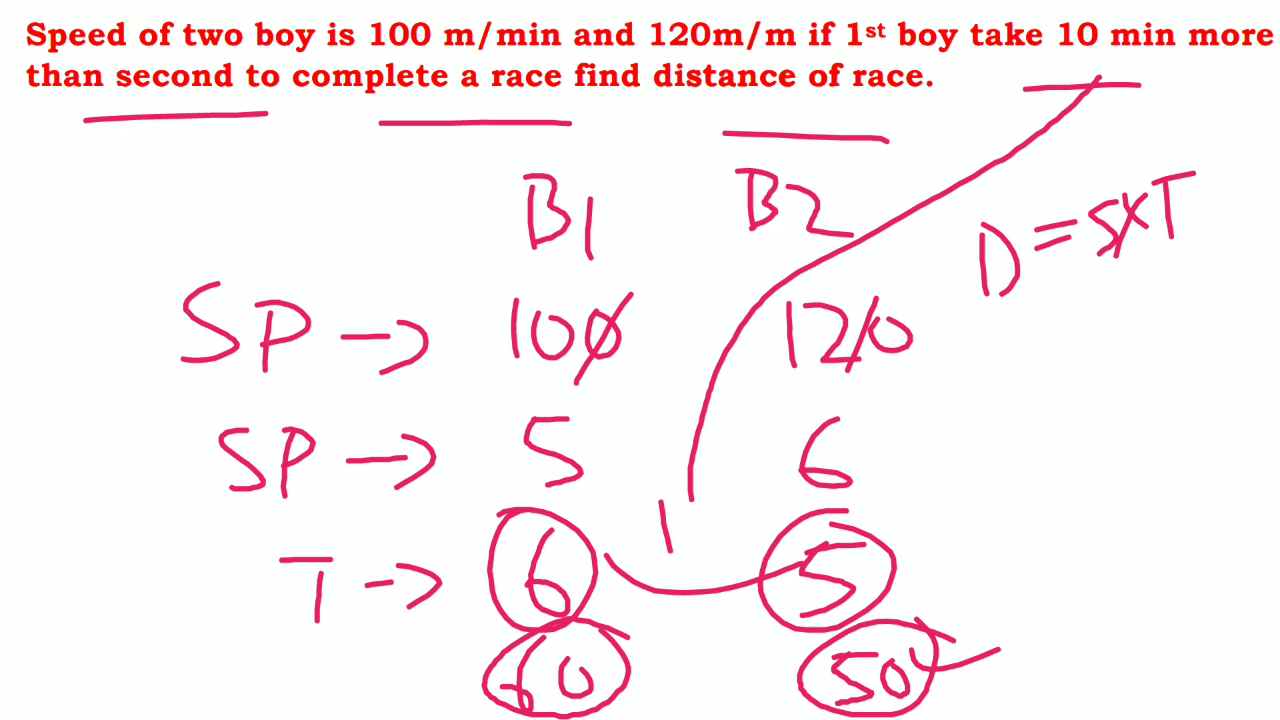 Speed of two boy is 100 m/min and 120m/m if 1st boy take 10 min more
than second to complete a race find distance of race.
B1 B2
D=S×T
SP → 100 120
SP → 5 6
1
T → 6 5
60 50